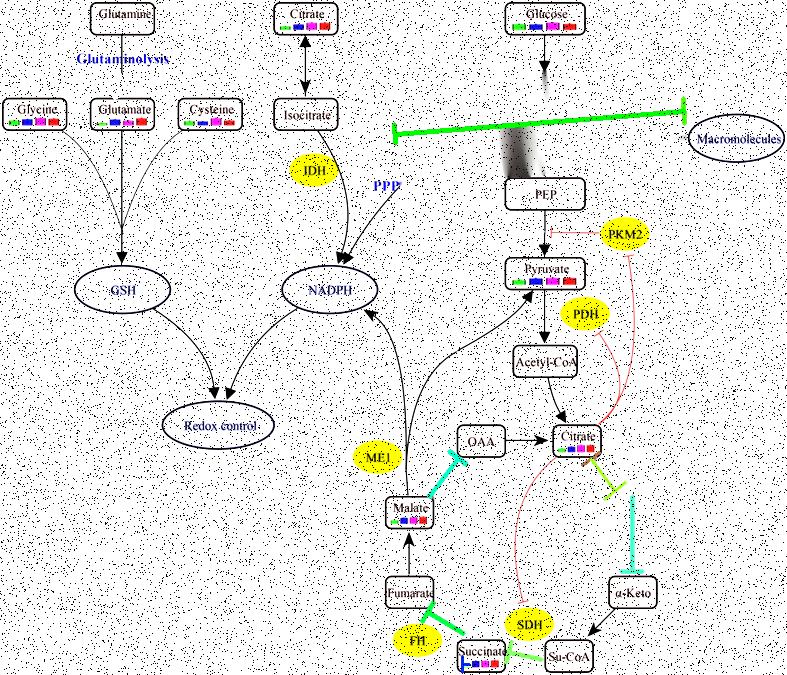 Glutamine
Citrate
Glucose
Glutaminolysis
Glycine
Glutamate
Cysteine
Isocitrate
Macromolecules
IDH
PPP
PEP
PKM2
Pyruvate
GSH
NADPH
PDH
Acetyl-CoA
Redox control
OAA
Citrate
ME1
Malate
Fumarate
α-Keto
SDH
FH
Succinate
Su-CoA